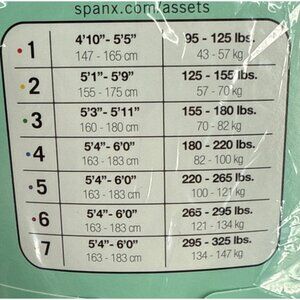 spanx.com/assets
1 4'10"- 5'5" 95 - 125 lbs.
147 - 165 cm 43 - 57 kg
2 5'1"- 5'9" 125 - 155 lbs.
155 - 175 cm 57 - 70 kg
3 5'3"- 5'11" 155 - 180 lbs.
160 - 180 cm 70 - 82 kg
4 5'4"- 6'0" 180 - 220 lbs.
163 - 183 cm 82 - 100 kg
5 5'4"- 6'0" 220 - 265 lbs.
163 - 183 cm 100 - 121 kg
6 5'4"- 6'0" 265 - 295 lbs.
163 - 183 cm 121 - 134 kg
7 5'4"- 6'0" 295 - 325 lbs.
163 - 183 cm 134 - 147 kg